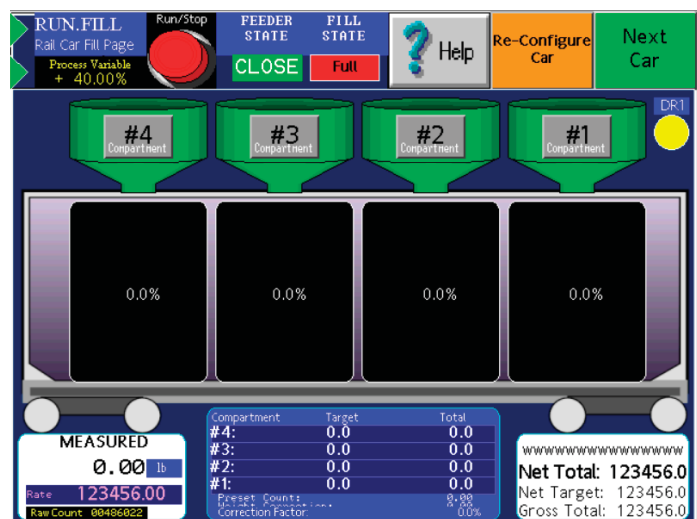 RUN.FILL
Rail Car Fill Page
Process Variable
+ 40.00%
Run/Stop
FEEDER
STATE
CLOSE
FILL
STATE
Full
? Help
Re-Configure
Car
Next
Car
DR1
#4
Compartment
#3
Compartment
#2
Compartment
#1
Compartment
0.0% 0.0% 0.0% 0.0%
MEASURED
0.00 lb
Rate 123456.00
Raw Count 00486022
Compartment Target Total
#4: 0.0 0.0
#3: 0.0 0.0
#2: 0.0 0.0
#1: 0.0 0.0
Preset Count: 0.00
Weight Correction: 0.00
Correction Factor: 0.0%
wwwwwwwwwwwwwwww
Net Total: 123456.0
Net Target: 123456.0
Gross Total: 123456.0